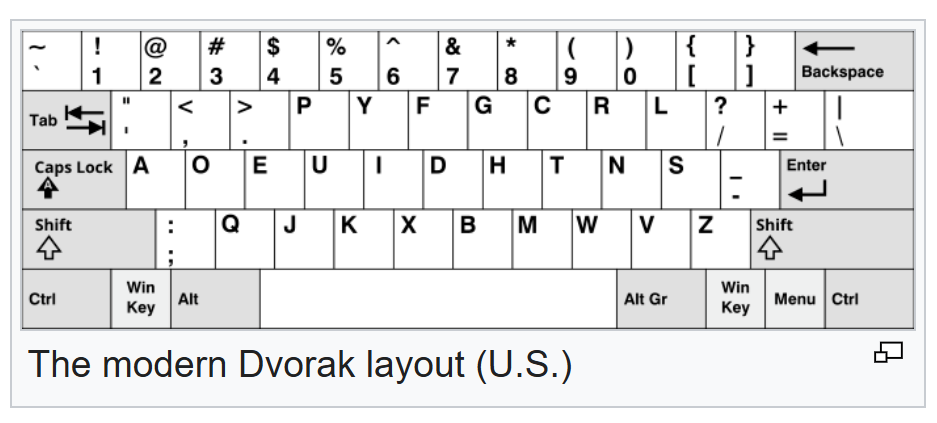 ~ ! @ # $ % ^ & * ( ) { }
` 1 2 3 4 5 6 7 8 9 0 [ ] Backspace
Tab " < > P Y F G C R L ? + |
' , . / = \
Caps Lock A O E U I D H T N S _ Enter
A -
Shift : Q J K X B M W V Z Shift
;
Ctrl Win Key Alt Alt Gr Win Key Menu Ctrl
The modern Dvorak layout (U.S.)